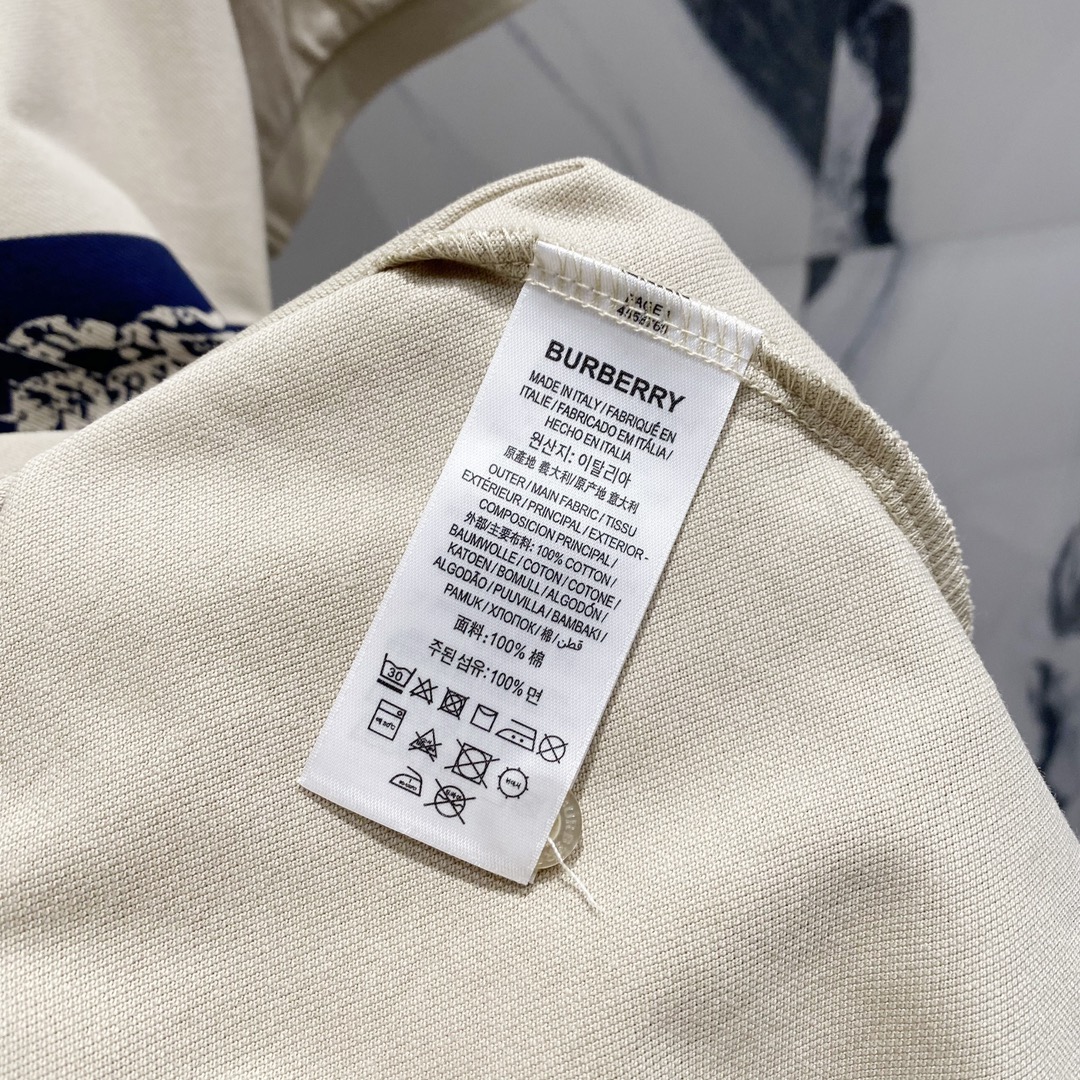 PAGE 1
BURBERRY
MADE IN ITALY / FABRIQUÉ EN
ITALIE / FABRICADO EM ITÁLIA /
HECHO EN ITALIA
원산지: 이탈리아
原產地 義大利/原产地 意大利
OUTER / MAIN FABRIC / TISSU
EXTÉRIEUR / PRINCIPAL / EXTERIOR -
COMPOSICION PRINCIPAL /
外部/主要布料: 100% COTTON /
BAUMWOLLE / COTON / COTONE /
KATOEN / BOMULL / ALGODÓN /
ALGODÃO / PUUVILLA / BAMBAKI /
PAMUK / ХЛОПОК / 棉 / قطن
面料:100% 棉
주된 섬유:100% 면
30